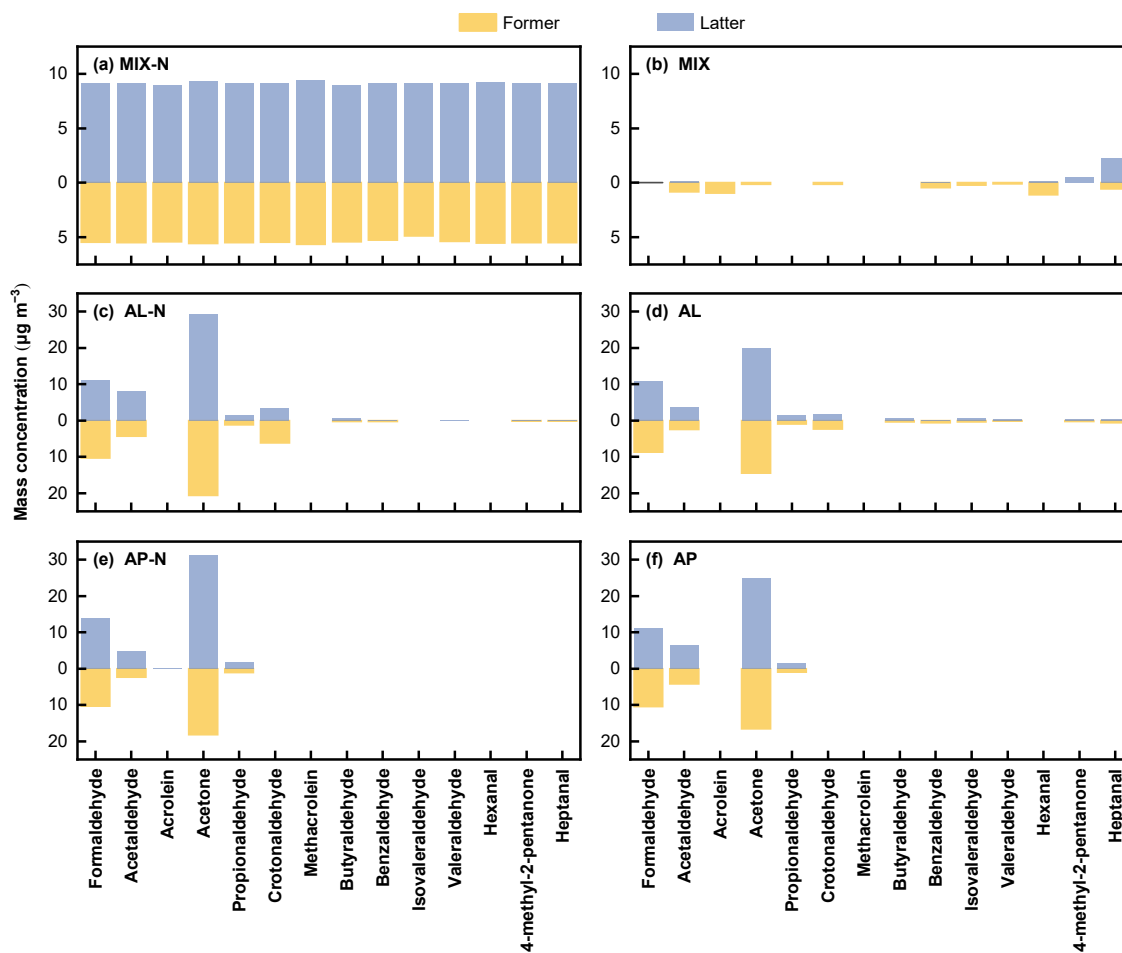 Former
Latter
Mass concentration (μg m⁻³)
(a) MIX-N
10
5
0
5
(b) MIX
10
5
0
5
(c) AL-N
30
20
10
0
10
20
(d) AL
30
20
10
0
10
20
(e) AP-N
30
20
10
0
10
20
(f) AP
30
20
10
0
10
20
Formaldehyde
Acetaldehyde
Acrolein
Acetone
Propionaldehyde
Crotonaldehyde
Methacrolein
Butyraldehyde
Benzaldehyde
Isovaleraldehyde
Valeraldehyde
Hexanal
4-methyl-2-pentanone
Heptanal
Formaldehyde
Acetaldehyde
Acrolein
Acetone
Propionaldehyde
Crotonaldehyde
Methacrolein
Butyraldehyde
Benzaldehyde
Isovaleraldehyde
Valeraldehyde
Hexanal
4-methyl-2-pentanone
Heptanal